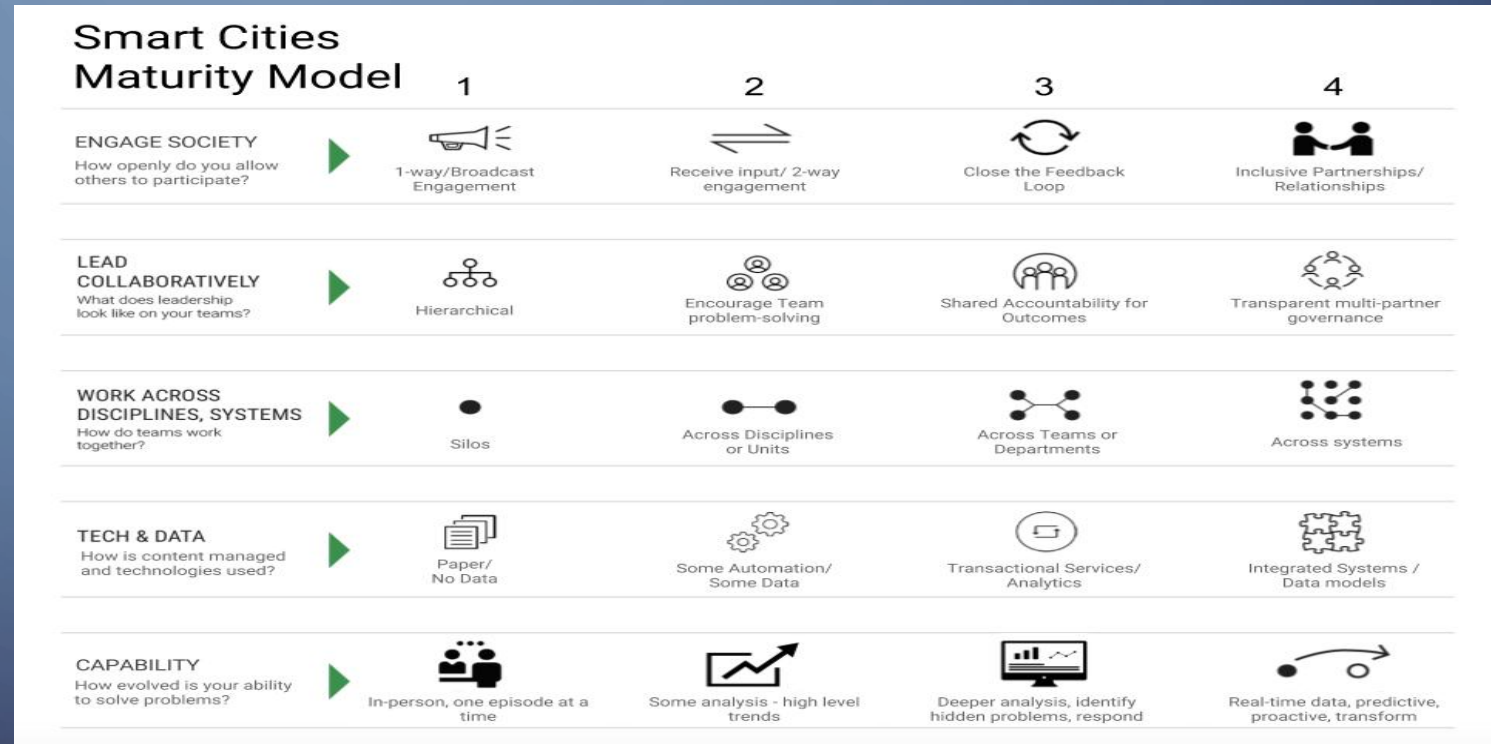 Smart Cities
Maturity Model
1
2
3
4
ENGAGE SOCIETY
How openly do you allow
others to participate?
1-way/Broadcast
Engagement
Receive input/ 2-way
engagement
Close the Feedback
Loop
Inclusive Partnerships/
Relationships
LEAD
COLLABORATIVELY
What does leadership
look like on your teams?
Hierarchical
Encourage Team
problem-solving
Shared Accountability for
Outcomes
Transparent multi-partner
governance
WORK ACROSS
DISCIPLINES, SYSTEMS
How do teams work
together?
Silos
Across Disciplines
or Units
Across Teams or
Departments
Across systems
TECH & DATA
How is content managed
and technologies used?
Paper/
No Data
Some Automation/
Some Data
Transactional Services/
Analytics
Integrated Systems /
Data models
CAPABILITY
How evolved is your ability
to solve problems?
In-person, one episode at a
time
Some analysis - high level
trends
Deeper analysis, identify
hidden problems, respond
Real-time data, predictive,
proactive, transform